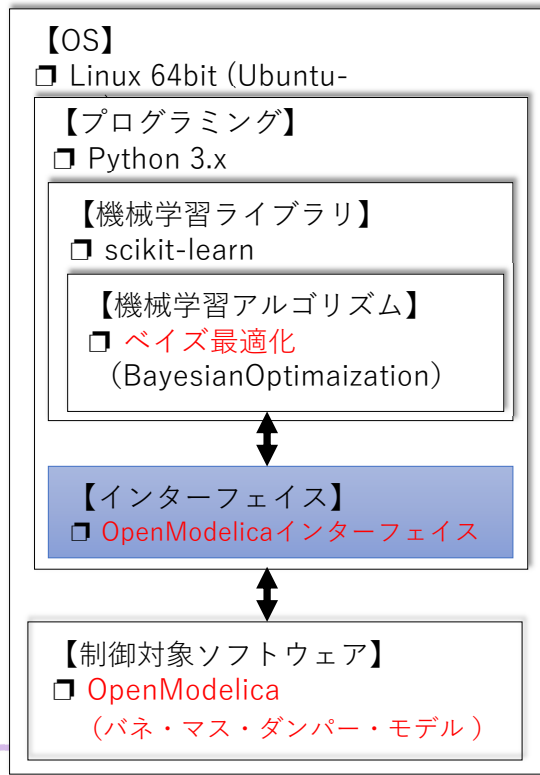 【OS】
❐ Linux 64bit (Ubuntu-
【プログラミング】
❐ Python 3.x
【機械学習ライブラリ】
❐ scikit-learn
【機械学習アルゴリズム】
❐ ベイズ最適化
（BayesianOptimaization）
【インターフェイス】
❐ OpenModelicaインターフェイス
【制御対象ソフトウェア】
❐ OpenModelica
（バネ・マス・ダンパー・モデル ）